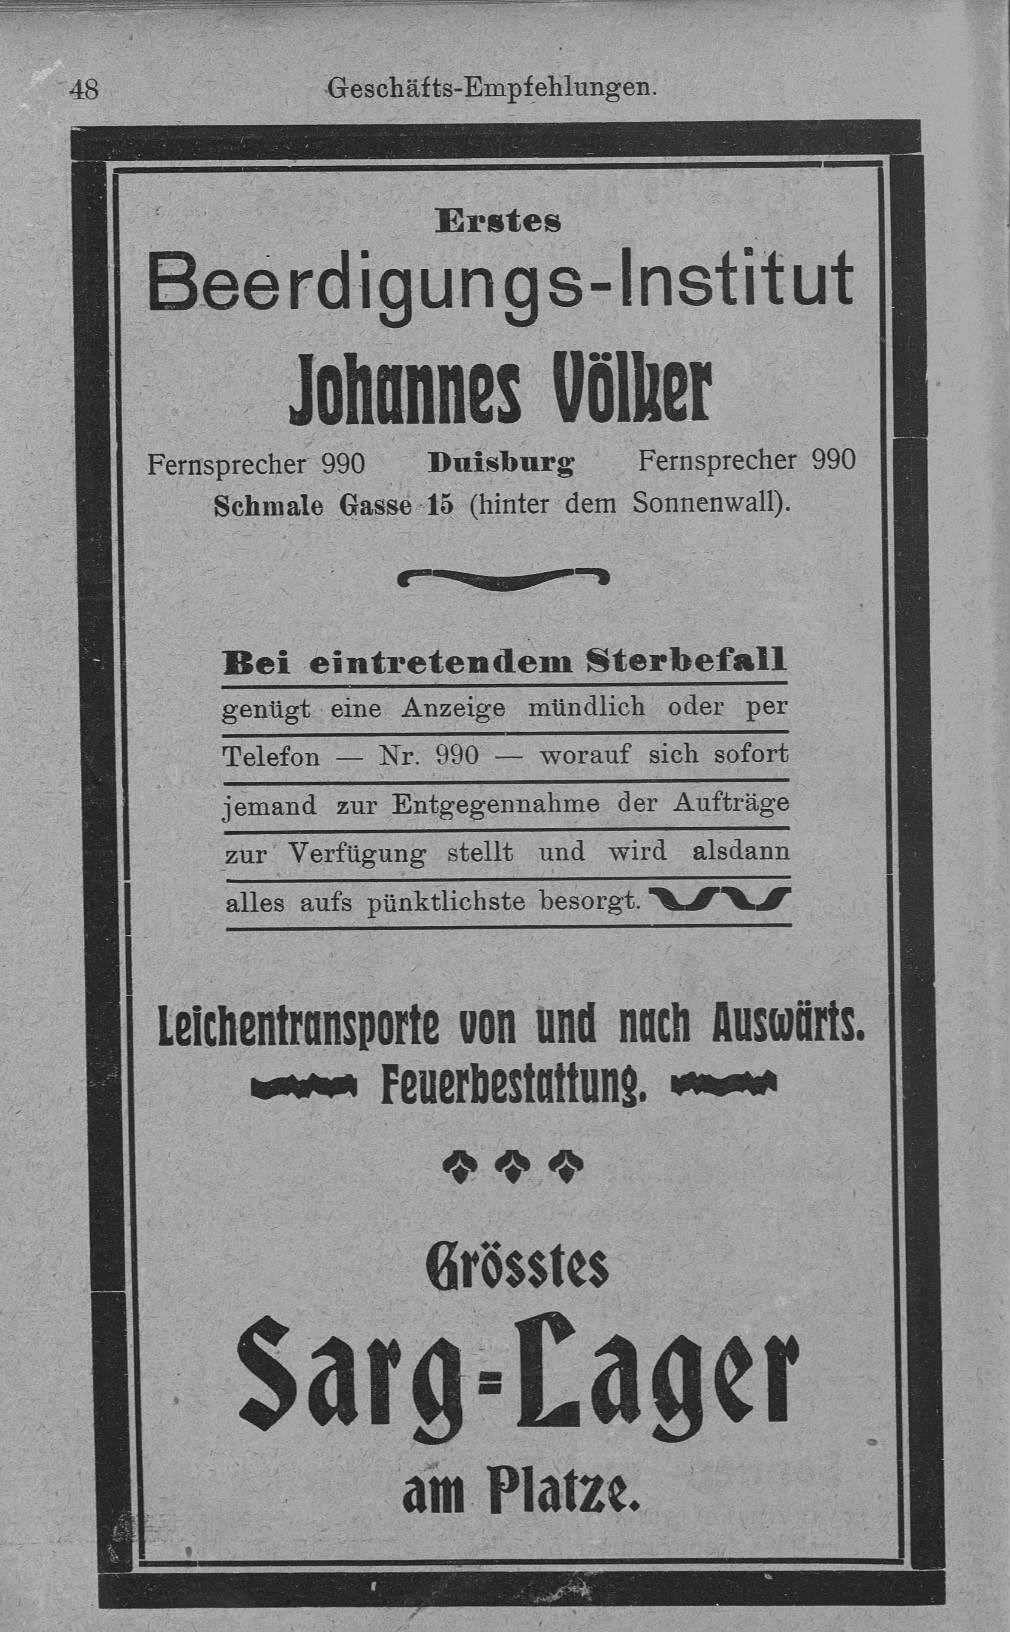 48
Geschäfts-Empfehlungen.
Erstes
Beerdigungs-Institut
Johannes Völker
Fernsprecher 990 Duisburg Fernsprecher 990
Schmale Gasse 15 (hinter dem Sonnenwall).
Bei eintretendem Sterbefall
genügt eine Anzeige mündlich oder per
Telefon — Nr. 990 — worauf sich sofort
jemand zur Entgegennahme der Aufträge
zur Verfügung stellt und wird alsdann
alles aufs pünktlichste besorgt.
Leichentransporte von und nach Auswärts.
Feuerbestattung.
Grösstes
Sarg=Lager
am Platze.